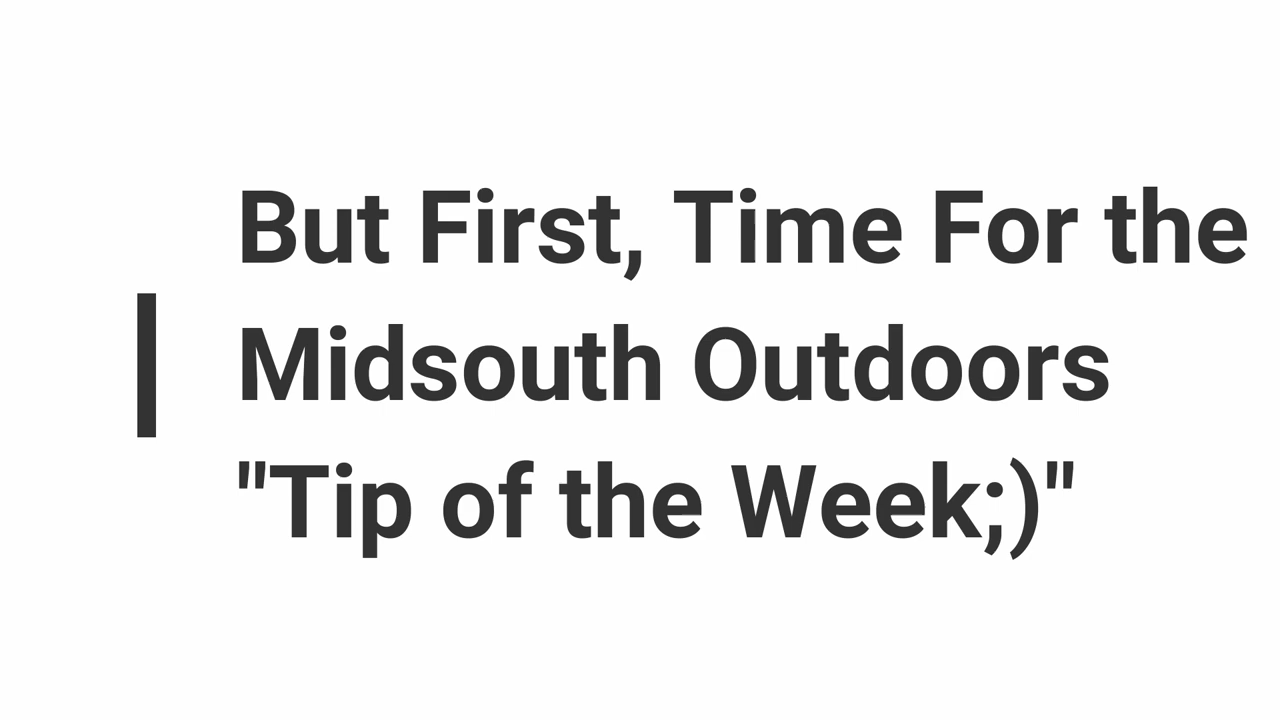 But First, Time For the
Midsouth Outdoors
"Tip of the Week;)"